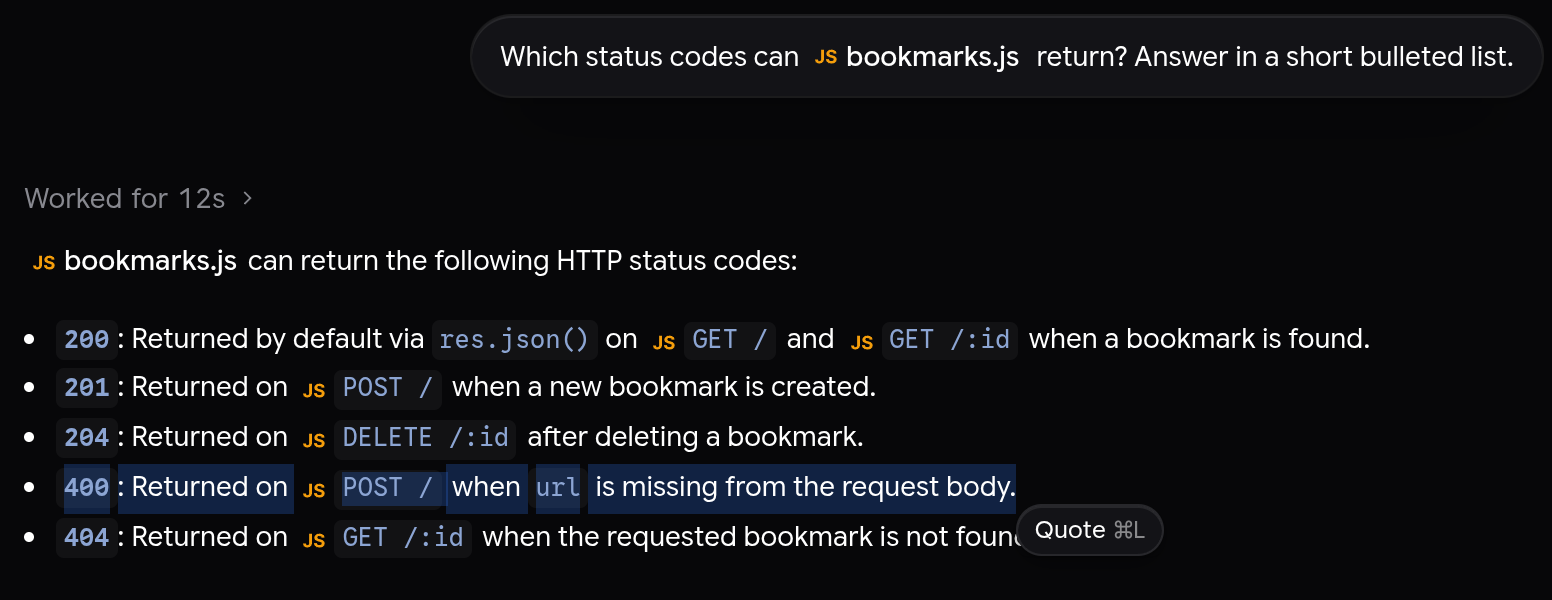 Which status codes can JS bookmarks.js return? Answer in a short bulleted list.
Worked for 12s >
JS bookmarks.js can return the following HTTP status codes:
• 200: Returned by default via res.json() on JS GET / and JS GET /:id when a bookmark is found.
• 201: Returned on JS POST / when a new bookmark is created.
• 204: Returned on JS DELETE /:id after deleting a bookmark.
• 400: Returned on JS POST / when url is missing from the request body.
• 404: Returned on JS GET /:id when the requested bookmark is not found
Quote ⌘L